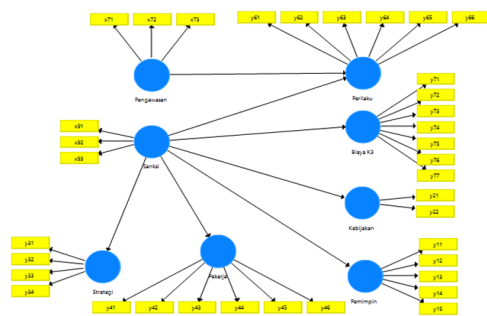 x71 x72 x73
y61 y62 y63 y64 y65 y66
Pengawasan
Perilaku
y71
y72
y73
y74
y75
y76
y77
Biaya K3
x91
x92
x93
Sanksi
y21
y22
Kebijakan
y31
y32
y33
y34
Strategi
Pekerja
y41 y42 y43 y44 y45 y46
y11
y12
y13
y14
y15
Pemimpin